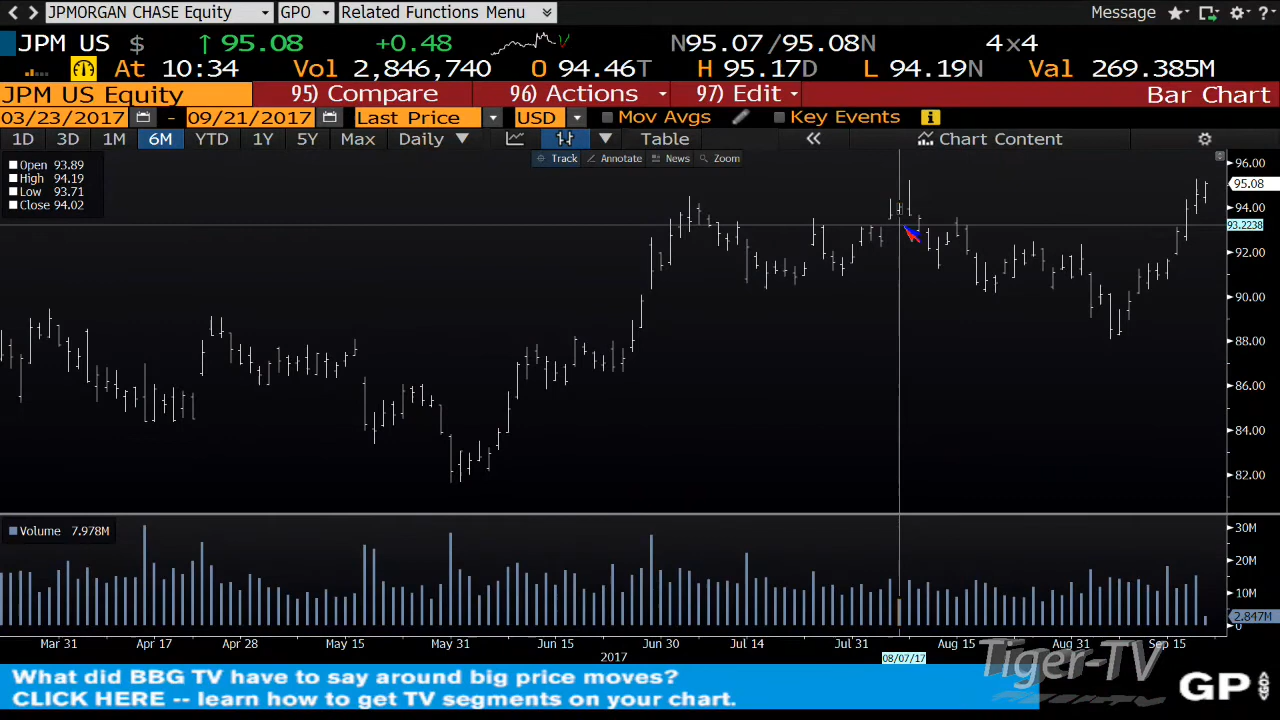 JPMORGAN CHASE Equity GPO Related Functions Menu Message ?
JPM US $ ↑ 95.08 +0.48 N95.07 /95.08N 4x4
At 10:34 Vol 2,846,740 O 94.46T H 95.17D L 94.19N Val 269.385M
JPM US Equity 95) Compare 96) Actions 97) Edit Bar Chart
03/23/2017 - 09/21/2017 Last Price USD Mov Avgs Key Events
1D 3D 1M 6M YTD 1Y 5Y Max Daily ▼ Table « Chart Content
Track Annotate News Zoom
Open 93.89
High 94.19
Low 93.71
Close 94.02
96.00
95.08
94.00
93.2238
92.00
90.00
88.00
86.00
84.00
82.00
Volume 7.978M
30M
20M
10M
2.847M
0
Mar 31 Apr 17 Apr 28 May 15 May 31 Jun 15 Jun 30 Jul 14 Jul 31 Aug 15 Aug 31 Sep 15
2017
08/07/17
Tiger-TV
What did BBG TV have to say around big price moves?
CLICK HERE -- learn how to get TV segments on your chart.
GPO